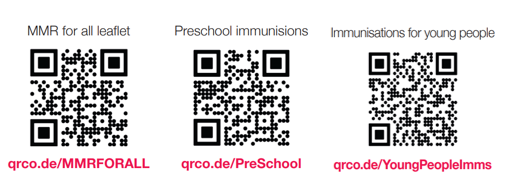 MMR for all leaflet
Preschool immunisions
Immunisations for young people
qrco.de/MMRFORALL
qrco.de/PreSchool
qrco.de/YoungPeopleImms